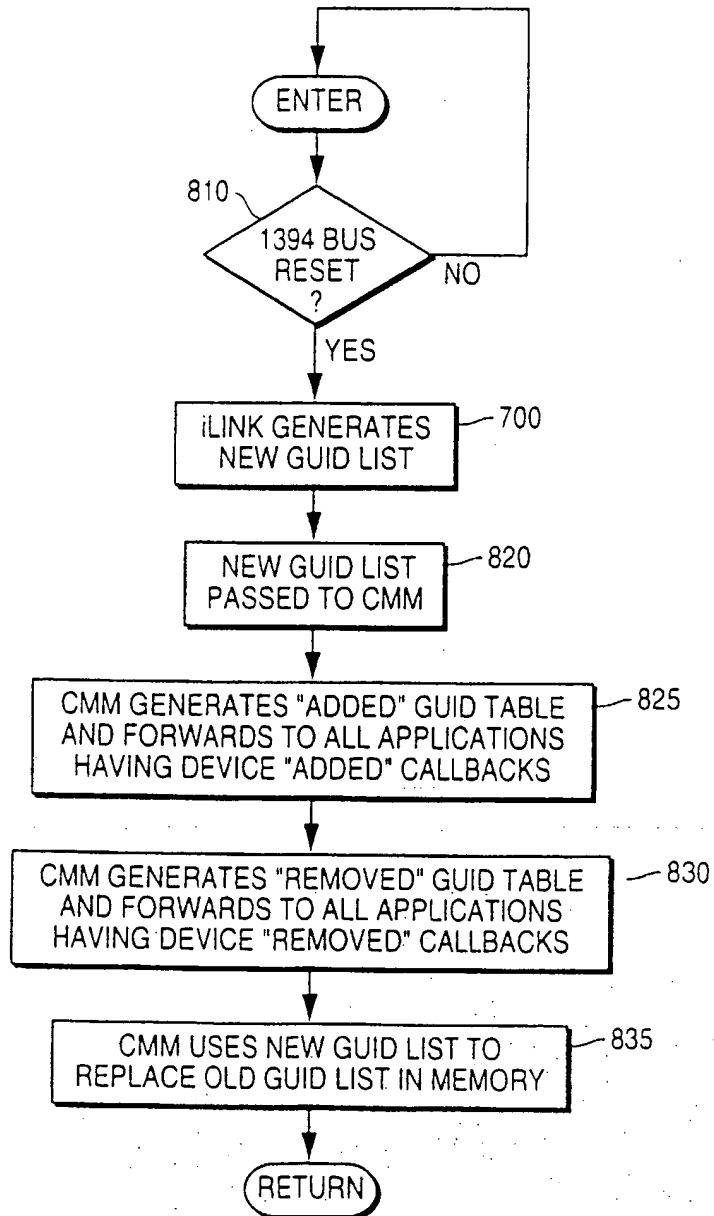 ENTER
810
1394 BUS
RESET
?
NO
YES
iLINK GENERATES
NEW GUID LIST
700
NEW GUID LIST
PASSED TO CMM
820
CMM GENERATES "ADDED" GUID TABLE
AND FORWARDS TO ALL APPLICATIONS
HAVING DEVICE "ADDED" CALLBACKS
825
CMM GENERATES "REMOVED" GUID TABLE
AND FORWARDS TO ALL APPLICATIONS
HAVING DEVICE "REMOVED" CALLBACKS
830
CMM USES NEW GUID LIST TO
REPLACE OLD GUID LIST IN MEMORY
835
RETURN